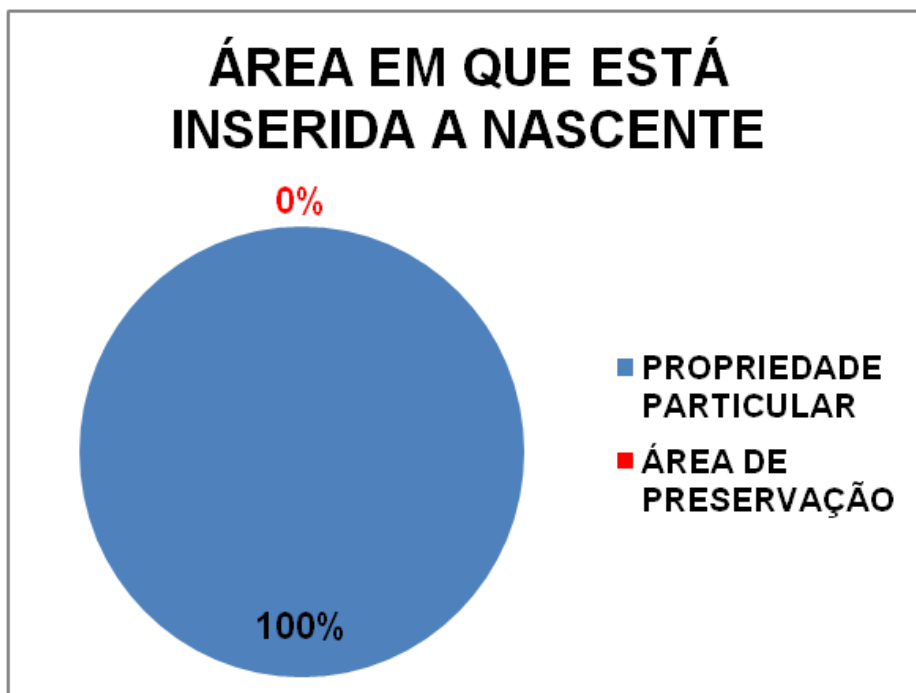 ÁREA EM QUE ESTÁ
INSERIDA A NASCENTE
0%
100%
PROPRIEDADE
PARTICULAR
ÁREA DE
PRESERVAÇÃO